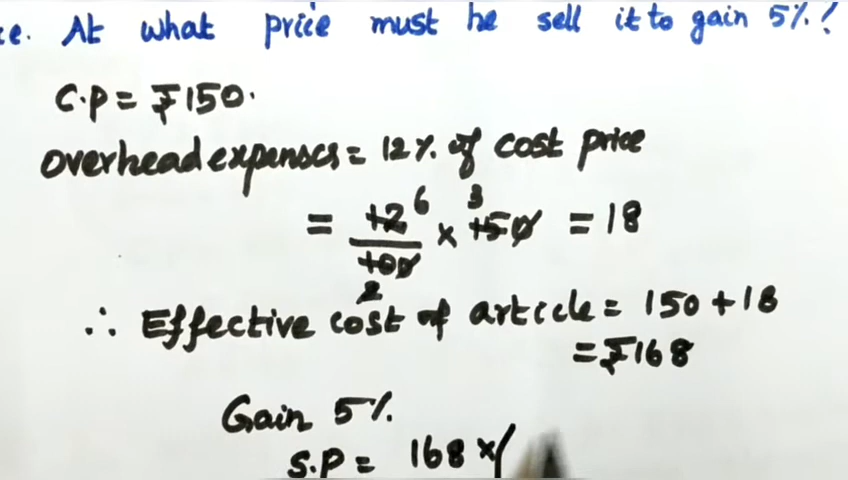 ce. At what price must he sell it to gain 5%?
C.P = ₹150.
Overhead expenses = 12% of cost price
= 12/100 6 2 × 150 3 = 18
∴ Effective cost of article = 150 + 18
= ₹168
Gain 5%
S.P = 168 × (